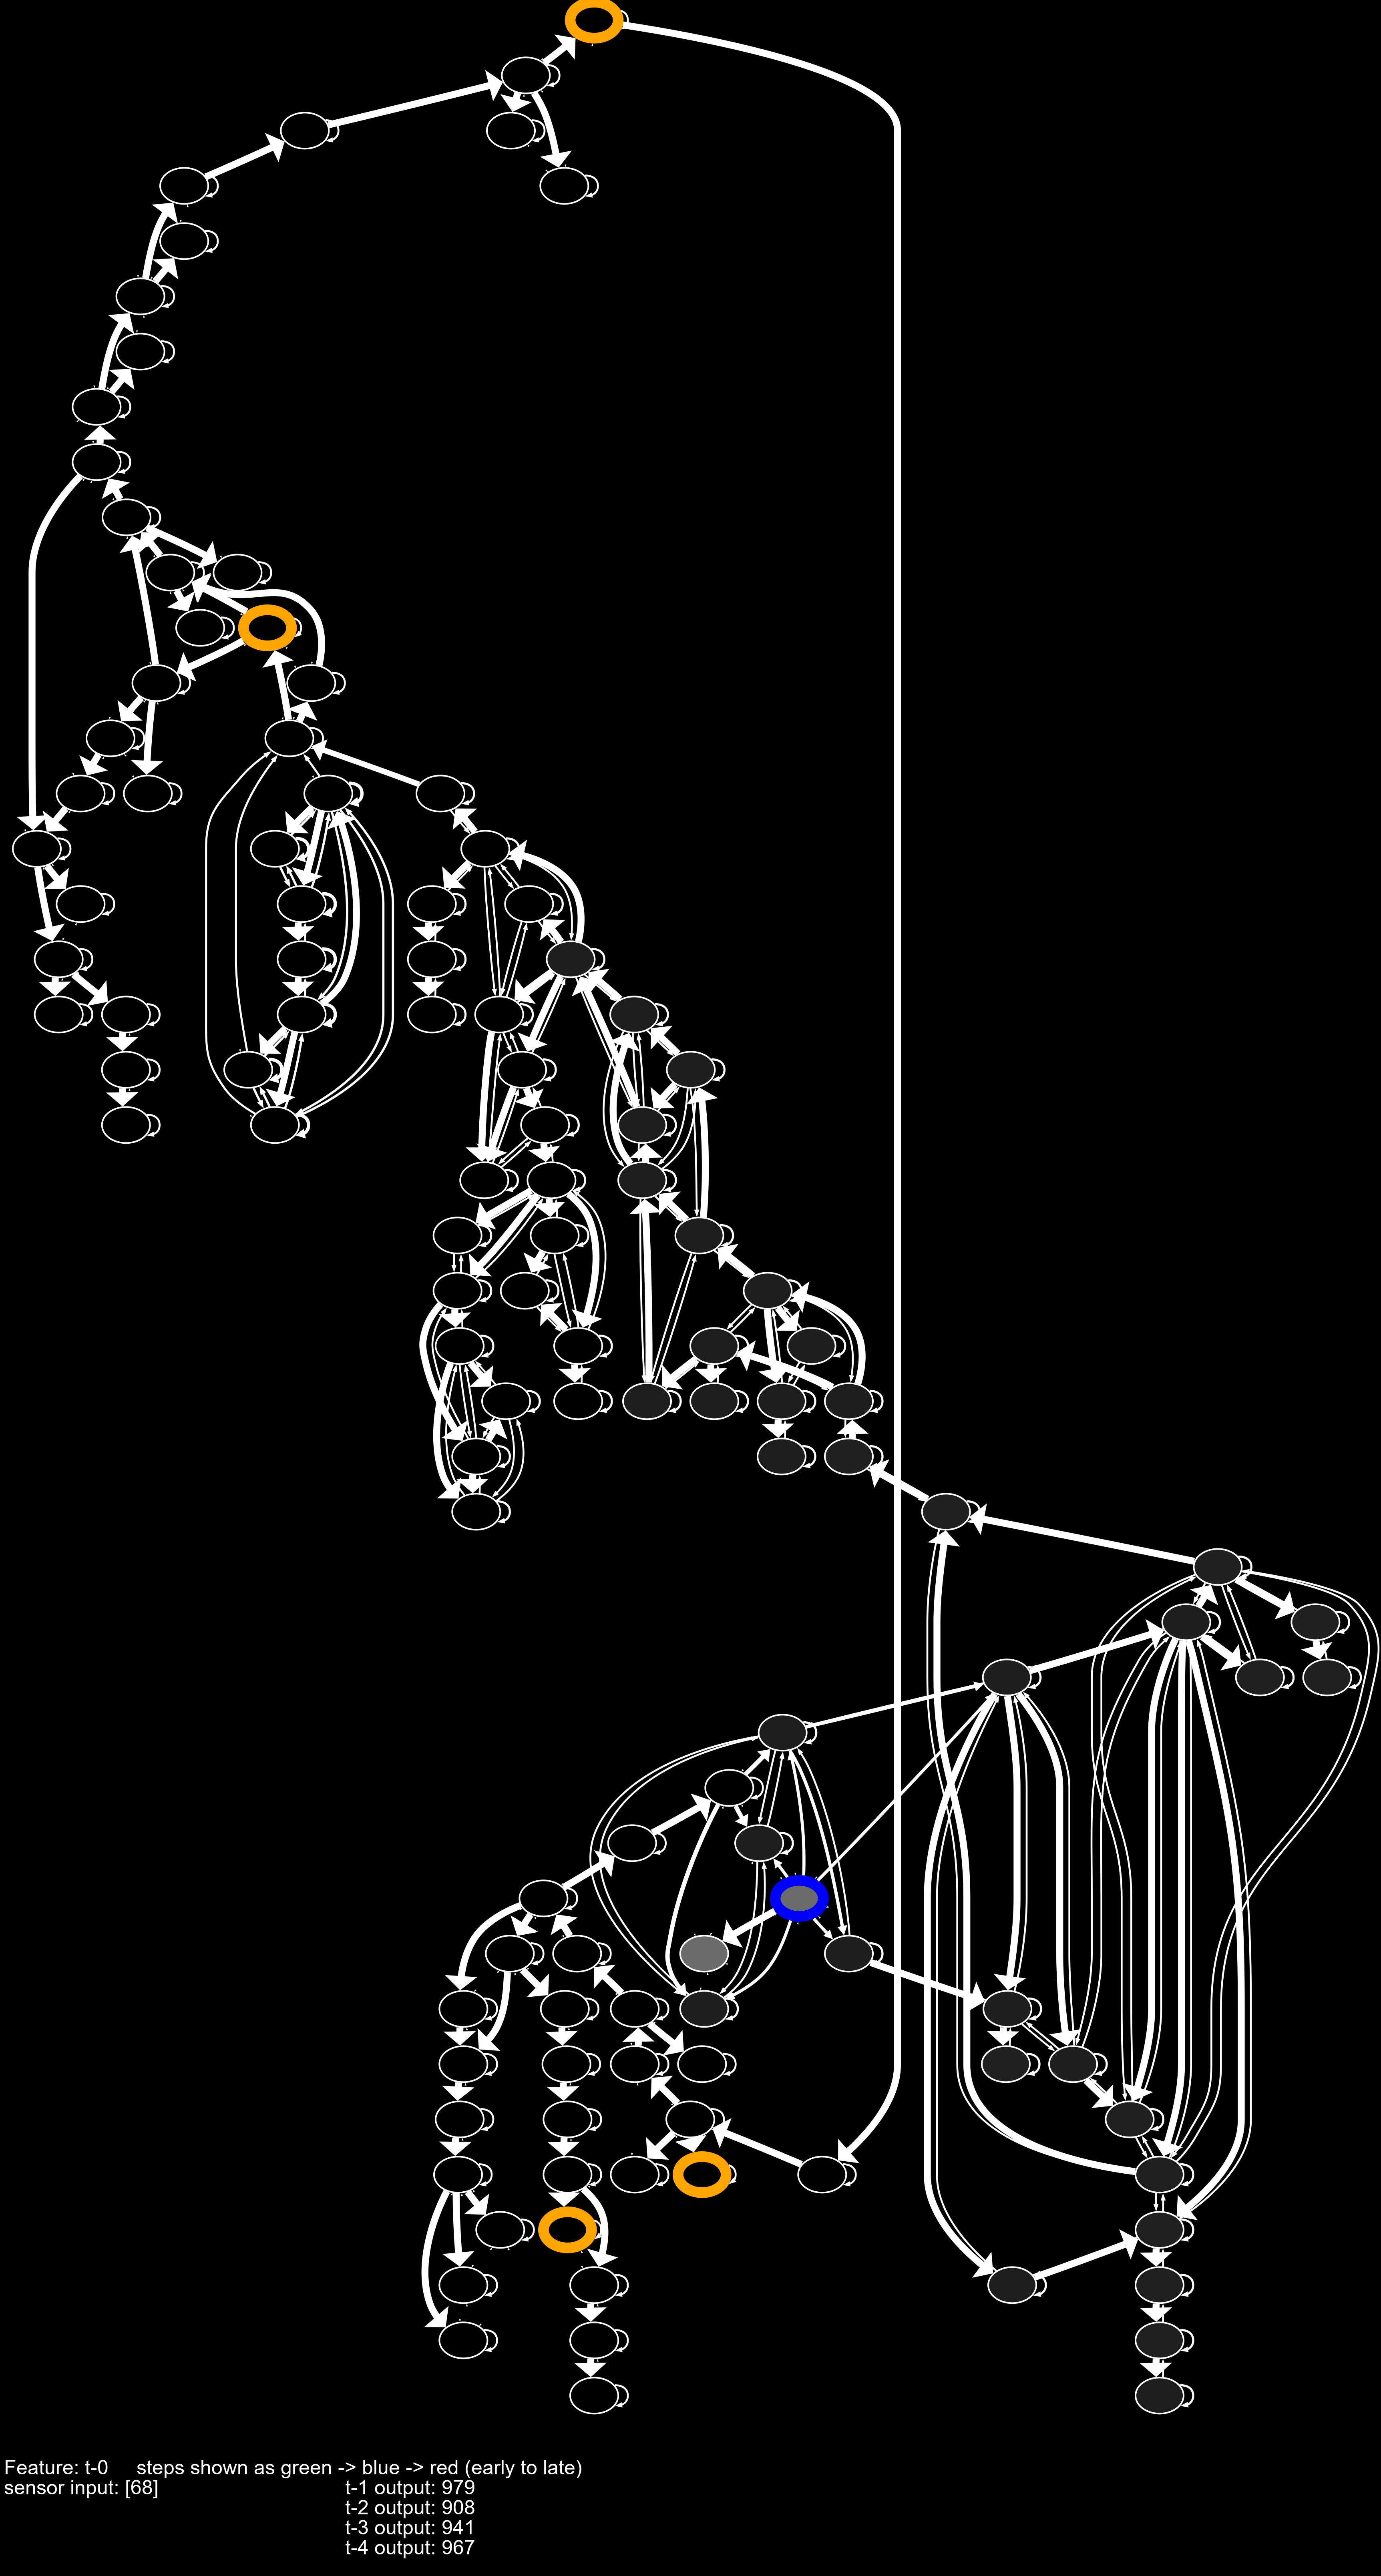 Feature: t-0 steps shown as green -> blue -> red (early to late)
sensor input: [68] t-1 output: 979
t-2 output: 908
t-3 output: 941
t-4 output: 967